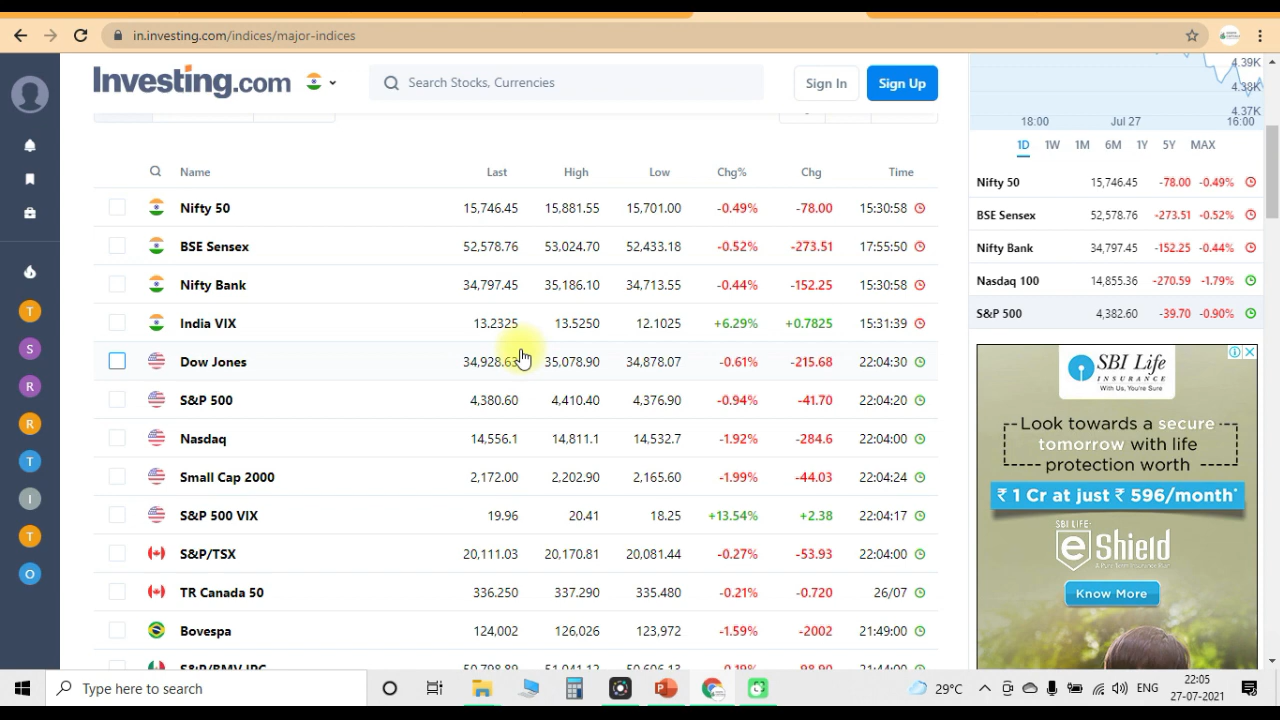 in.investing.com/indices/major-indices
Investing.com
Search Stocks, Currencies
Sign In
Sign Up
Name Last High Low Chg% Chg Time
Nifty 50 15,746.45 15,881.55 15,701.00 -0.49% -78.00 15:30:58
BSE Sensex 52,578.76 53,024.70 52,433.18 -0.52% -273.51 17:55:50
Nifty Bank 34,797.45 35,186.10 34,713.55 -0.44% -152.25 15:30:58
India VIX 13.2325 13.5250 12.1025 +6.29% +0.7825 15:31:39
Dow Jones 34,928.63 35,078.90 34,878.07 -0.61% -215.68 22:04:30
S&P 500 4,380.60 4,410.40 4,376.90 -0.94% -41.70 22:04:20
Nasdaq 14,556.1 14,811.1 14,532.7 -1.92% -284.6 22:04:00
Small Cap 2000 2,172.00 2,202.90 2,165.60 -1.99% -44.03 22:04:24
S&P 500 VIX 19.96 20.41 18.25 +13.54% +2.38 22:04:17
S&P/TSX 20,111.03 20,170.81 20,081.44 -0.27% -53.93 22:04:00
TR Canada 50 336.250 337.290 335.480 -0.21% -0.720 26/07
Bovespa 124,002 126,026 123,972 -1.59% -2002 21:49:00
4.39K
4.38K
4.37K
18:00 Jul 27 16:00
1D 1W 1M 6M 1Y 5Y MAX
Nifty 50 15,746.45 -78.00 -0.49%
BSE Sensex 52,578.76 -273.51 -0.52%
Nifty Bank 34,797.45 -152.25 -0.44%
Nasdaq 100 14,855.36 -270.59 -1.79%
S&P 500 4,382.60 -39.70 -0.90%
SBI Life
INSURANCE
With Us, You're Sure
Look towards a secure
tomorrow with life
protection worth
₹ 1 Cr at just ₹ 596/month*
SBI LIFE
eShield
Know More
T
S
R
R
T
I
T
O
Type here to search
29°C
ENG
22:05
27-07-2021